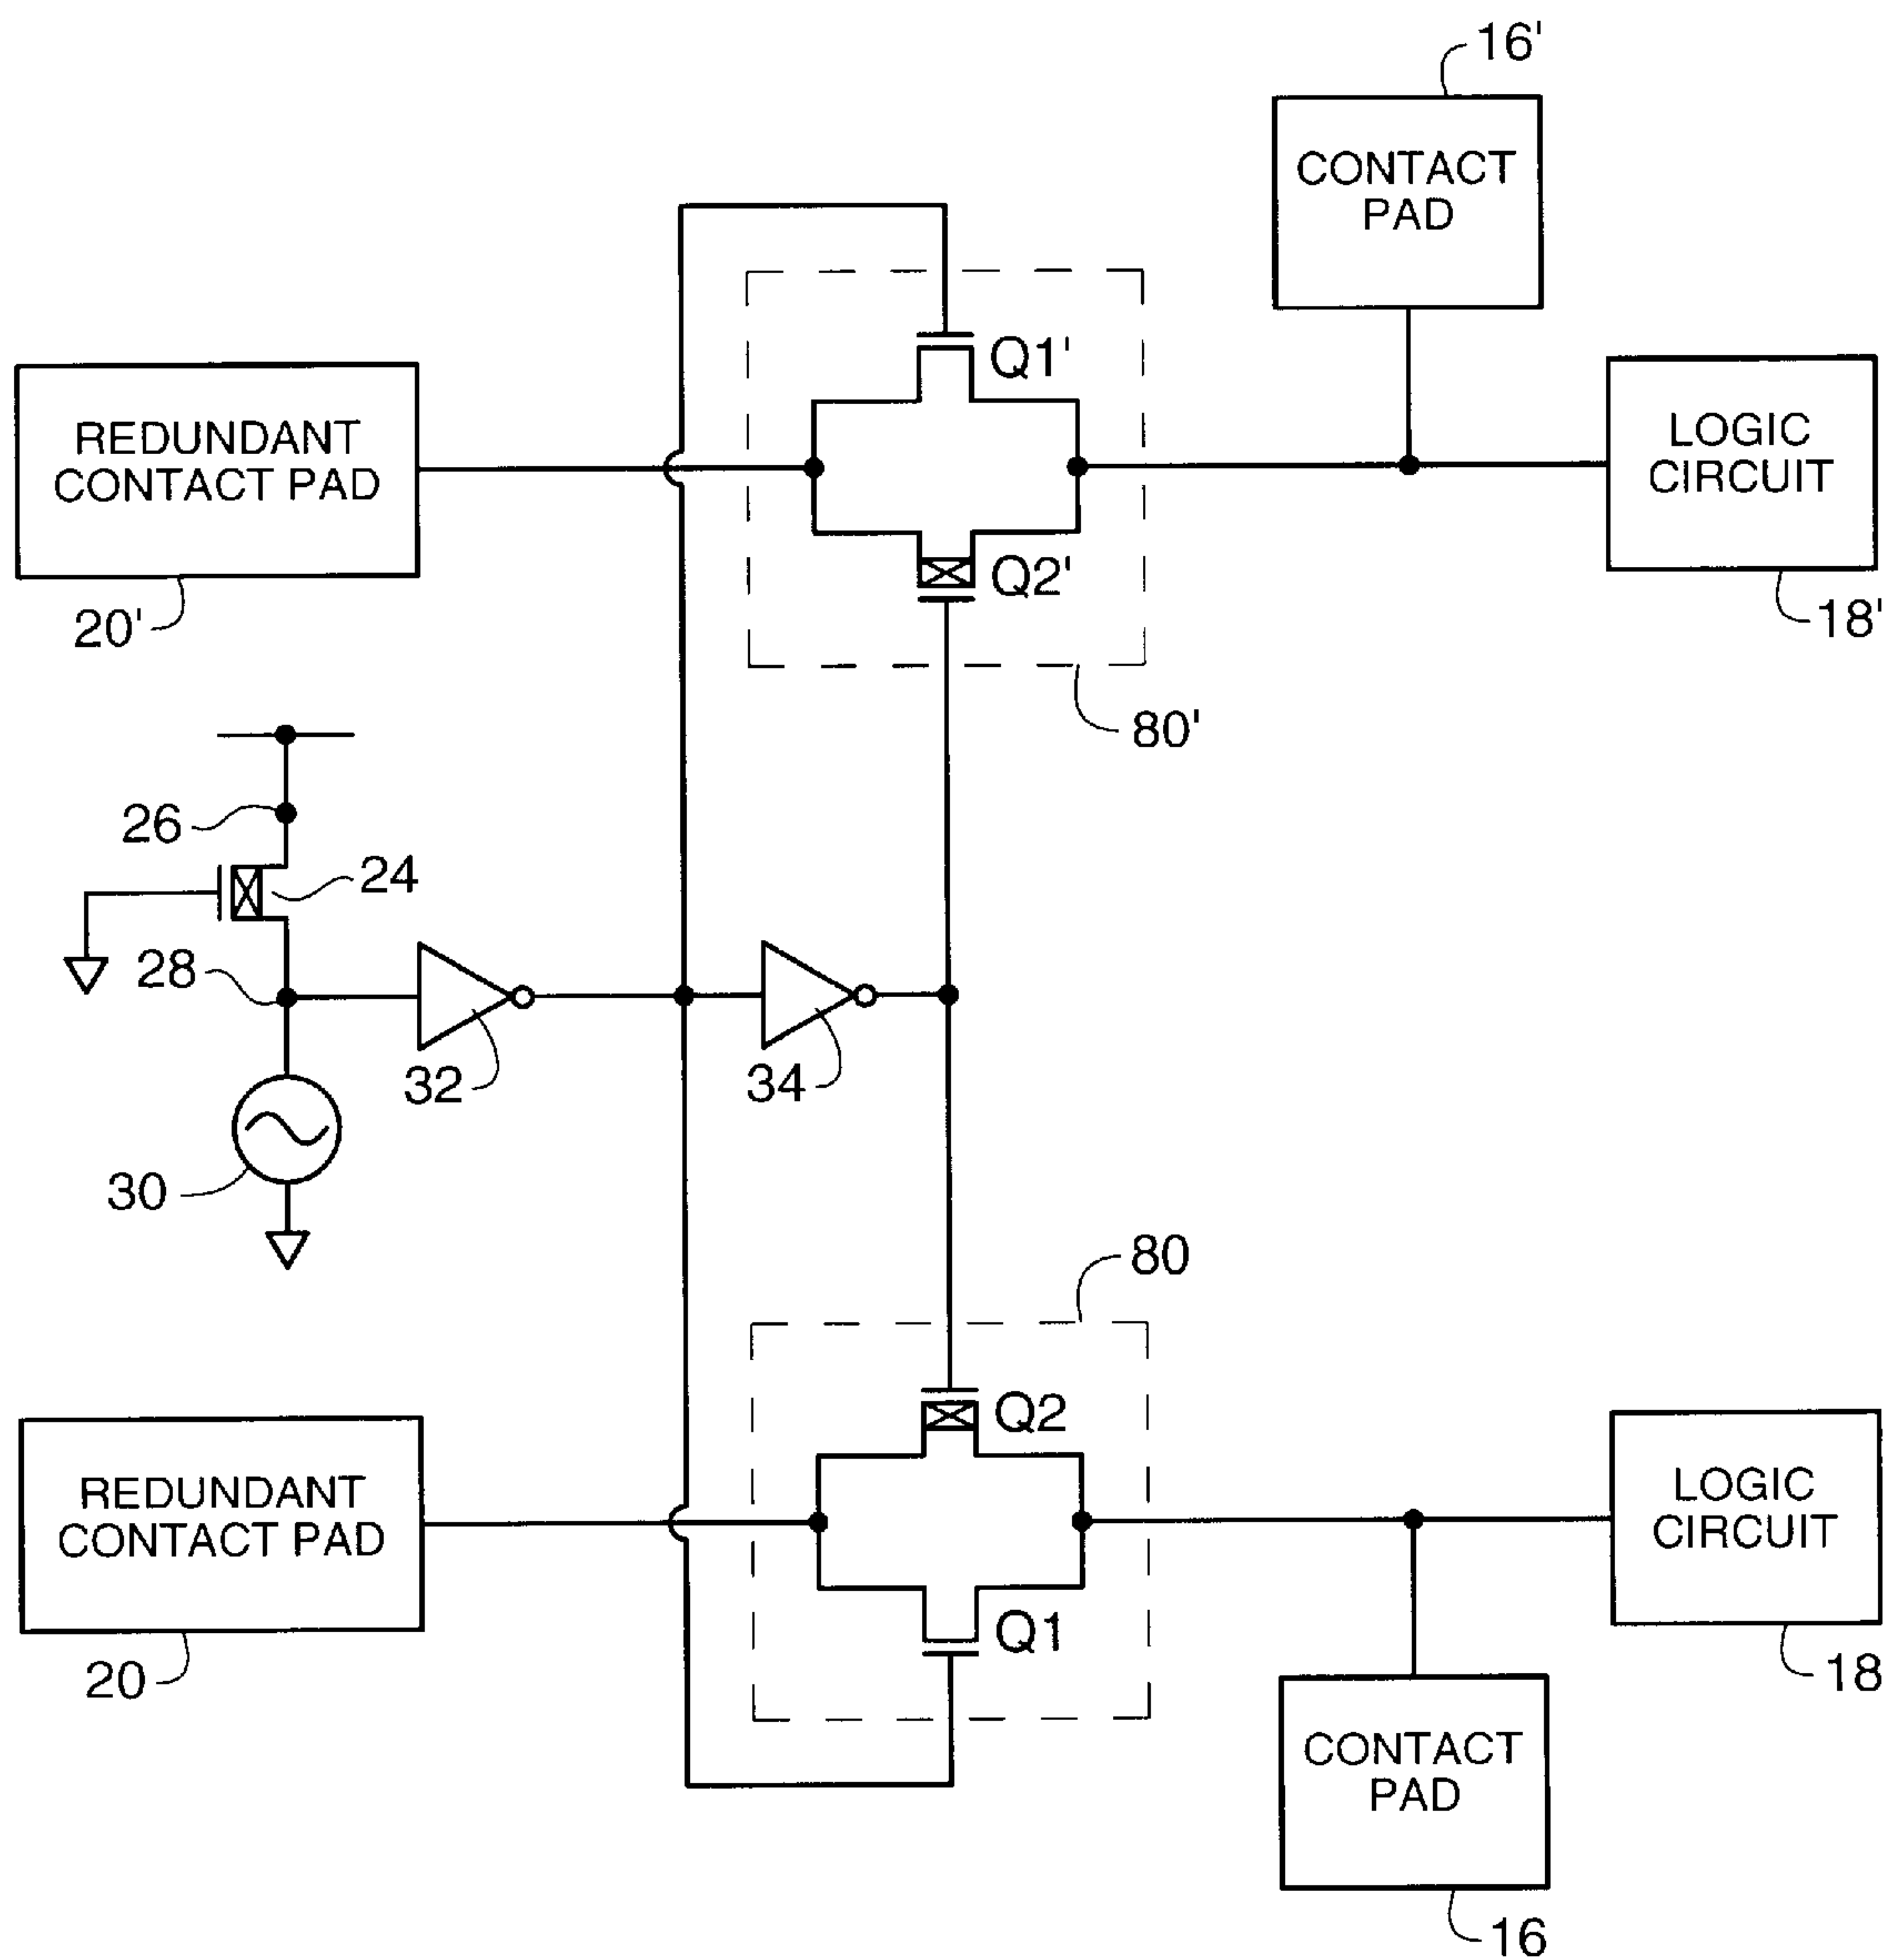 16'
CONTACT
PAD
Q1'
REDUNDANT
CONTACT PAD
LOGIC
CIRCUIT
Q2'
20'
18'
80'
26
24
28
32
34
30
80
Q2
REDUNDANT
CONTACT PAD
LOGIC
CIRCUIT
Q1
20
18
CONTACT
PAD
16